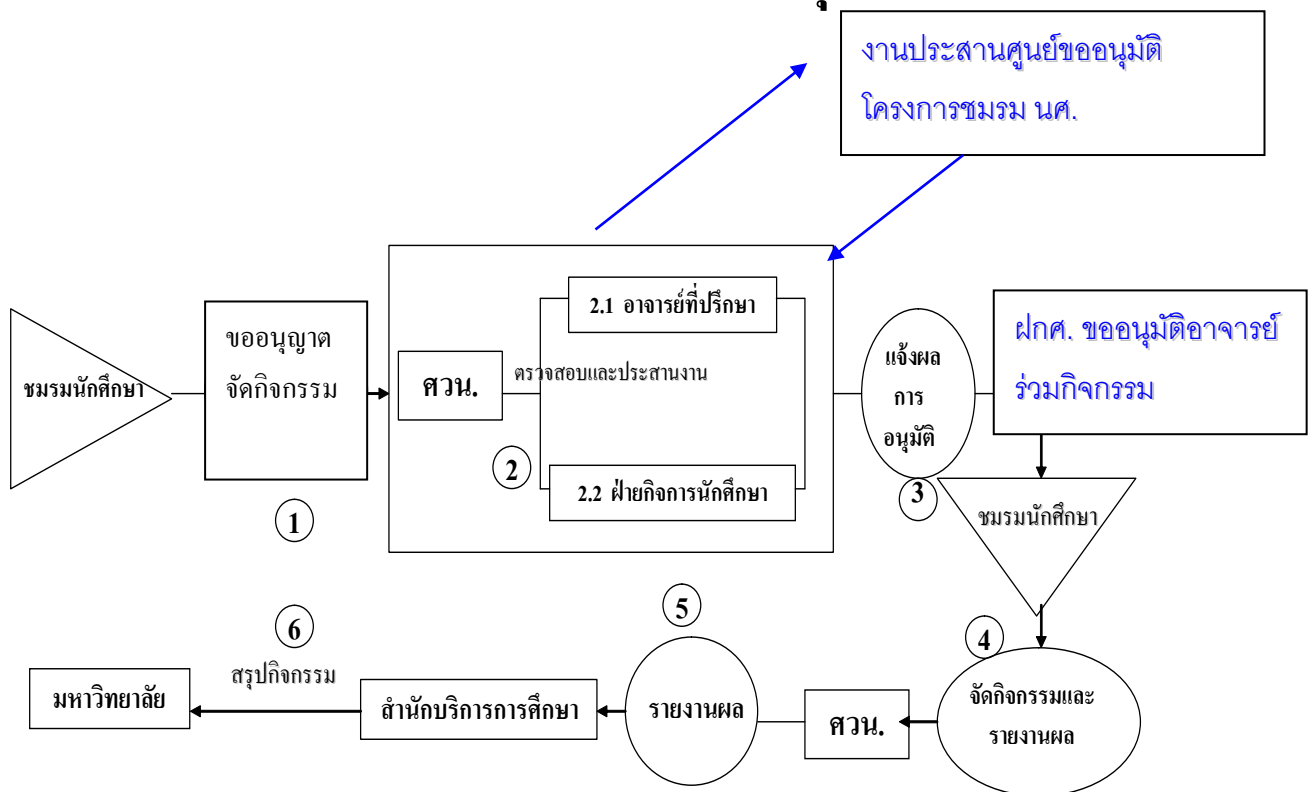 งานประสานศูนย์ขออนุมัติ
โครงการชมรม นศ.
ชมรมนักศึกษา
ขออนุญาต
จัดกิจกรรม
1
ศวน.
ตรวจสอบและประสานงาน
2
2.1 อาจารย์ที่ปรึกษา
2.2 ฝ่ายกิจการนักศึกษา
แจ้งผล
การ
อนุมัติ
3
ฝกศ. ขออนุมัติอาจารย์
ร่วมกิจกรรม
ชมรมนักศึกษา
4
จัดกิจกรรมและ
รายงานผล
ศวน.
5
รายงานผล
สำนักบริการการศึกษา
6
สรุปกิจกรรม
มหาวิทยาลัย